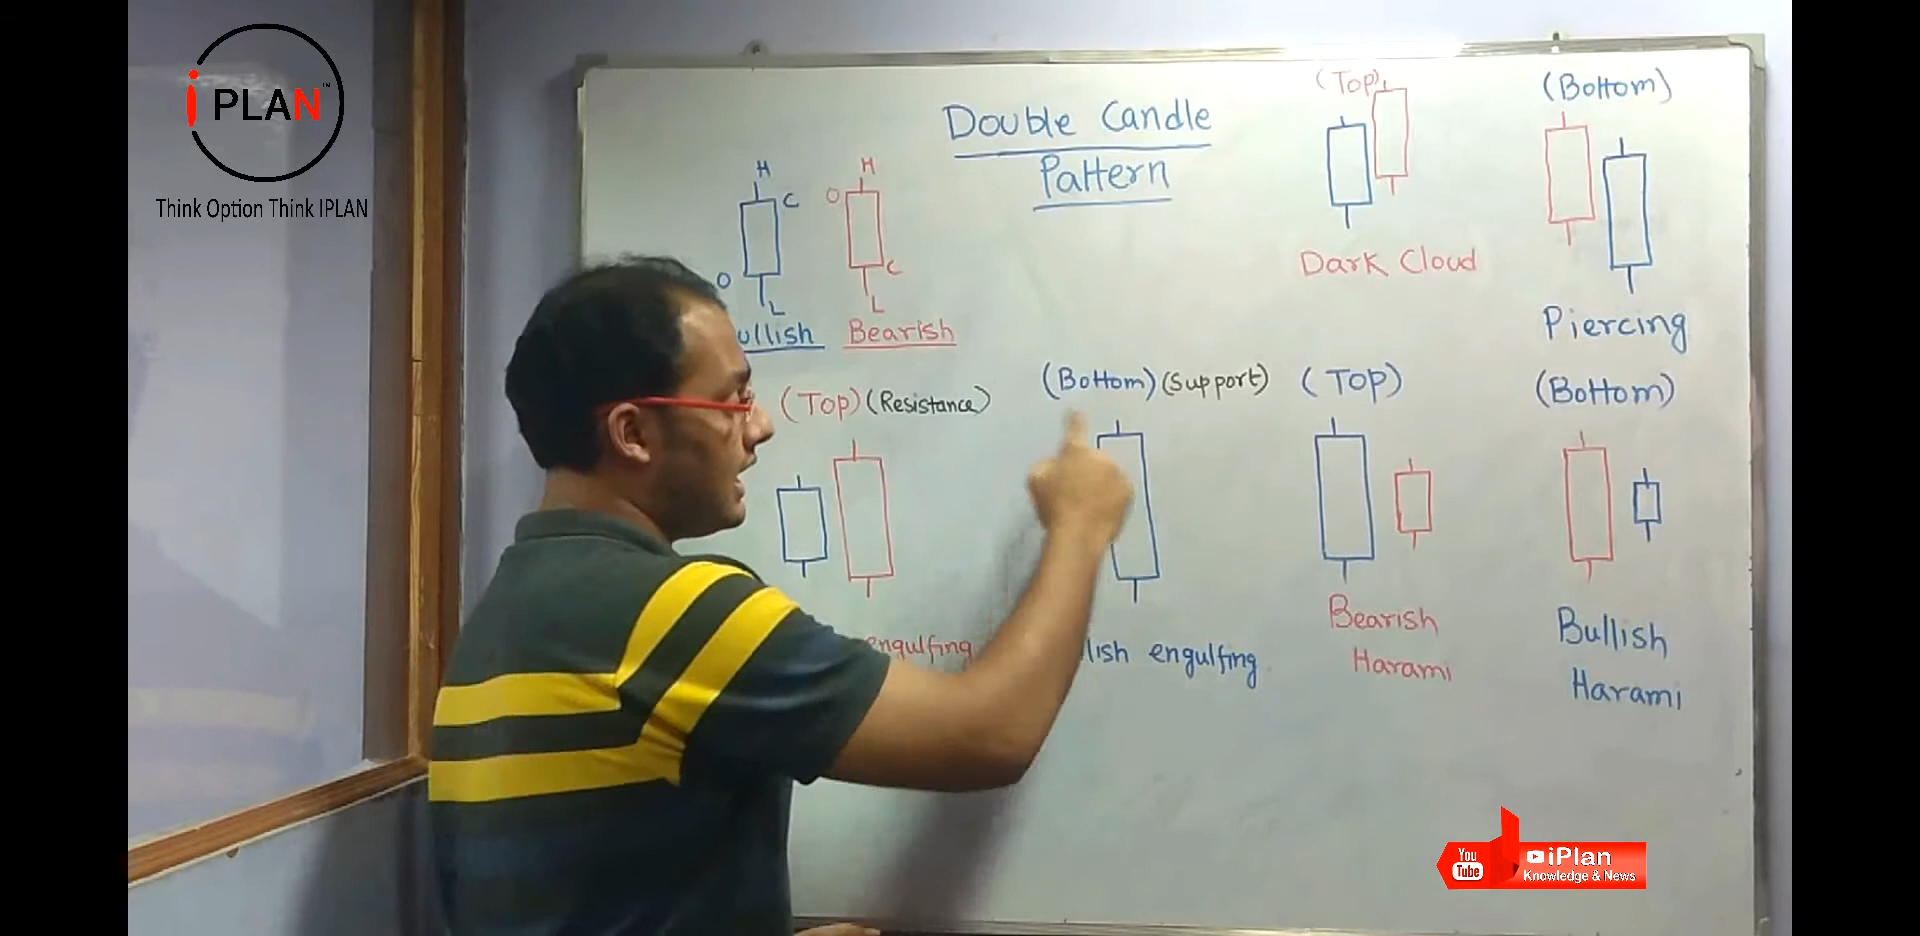 iPLAN™
Think Option Think IPLAN
Double Candle
Pattern
H
C
O
L
ullish
H
O
C
L
Bearish
(Top)
Dark Cloud
(Bottom)
Piercing
(Top) (Resistance)
engulfing
(Bottom) (Support)
lish engulfing
(Top)
Bearish
Harami
(Bottom)
Bullish
Harami
You
Tube
iPlan
Knowledge & News